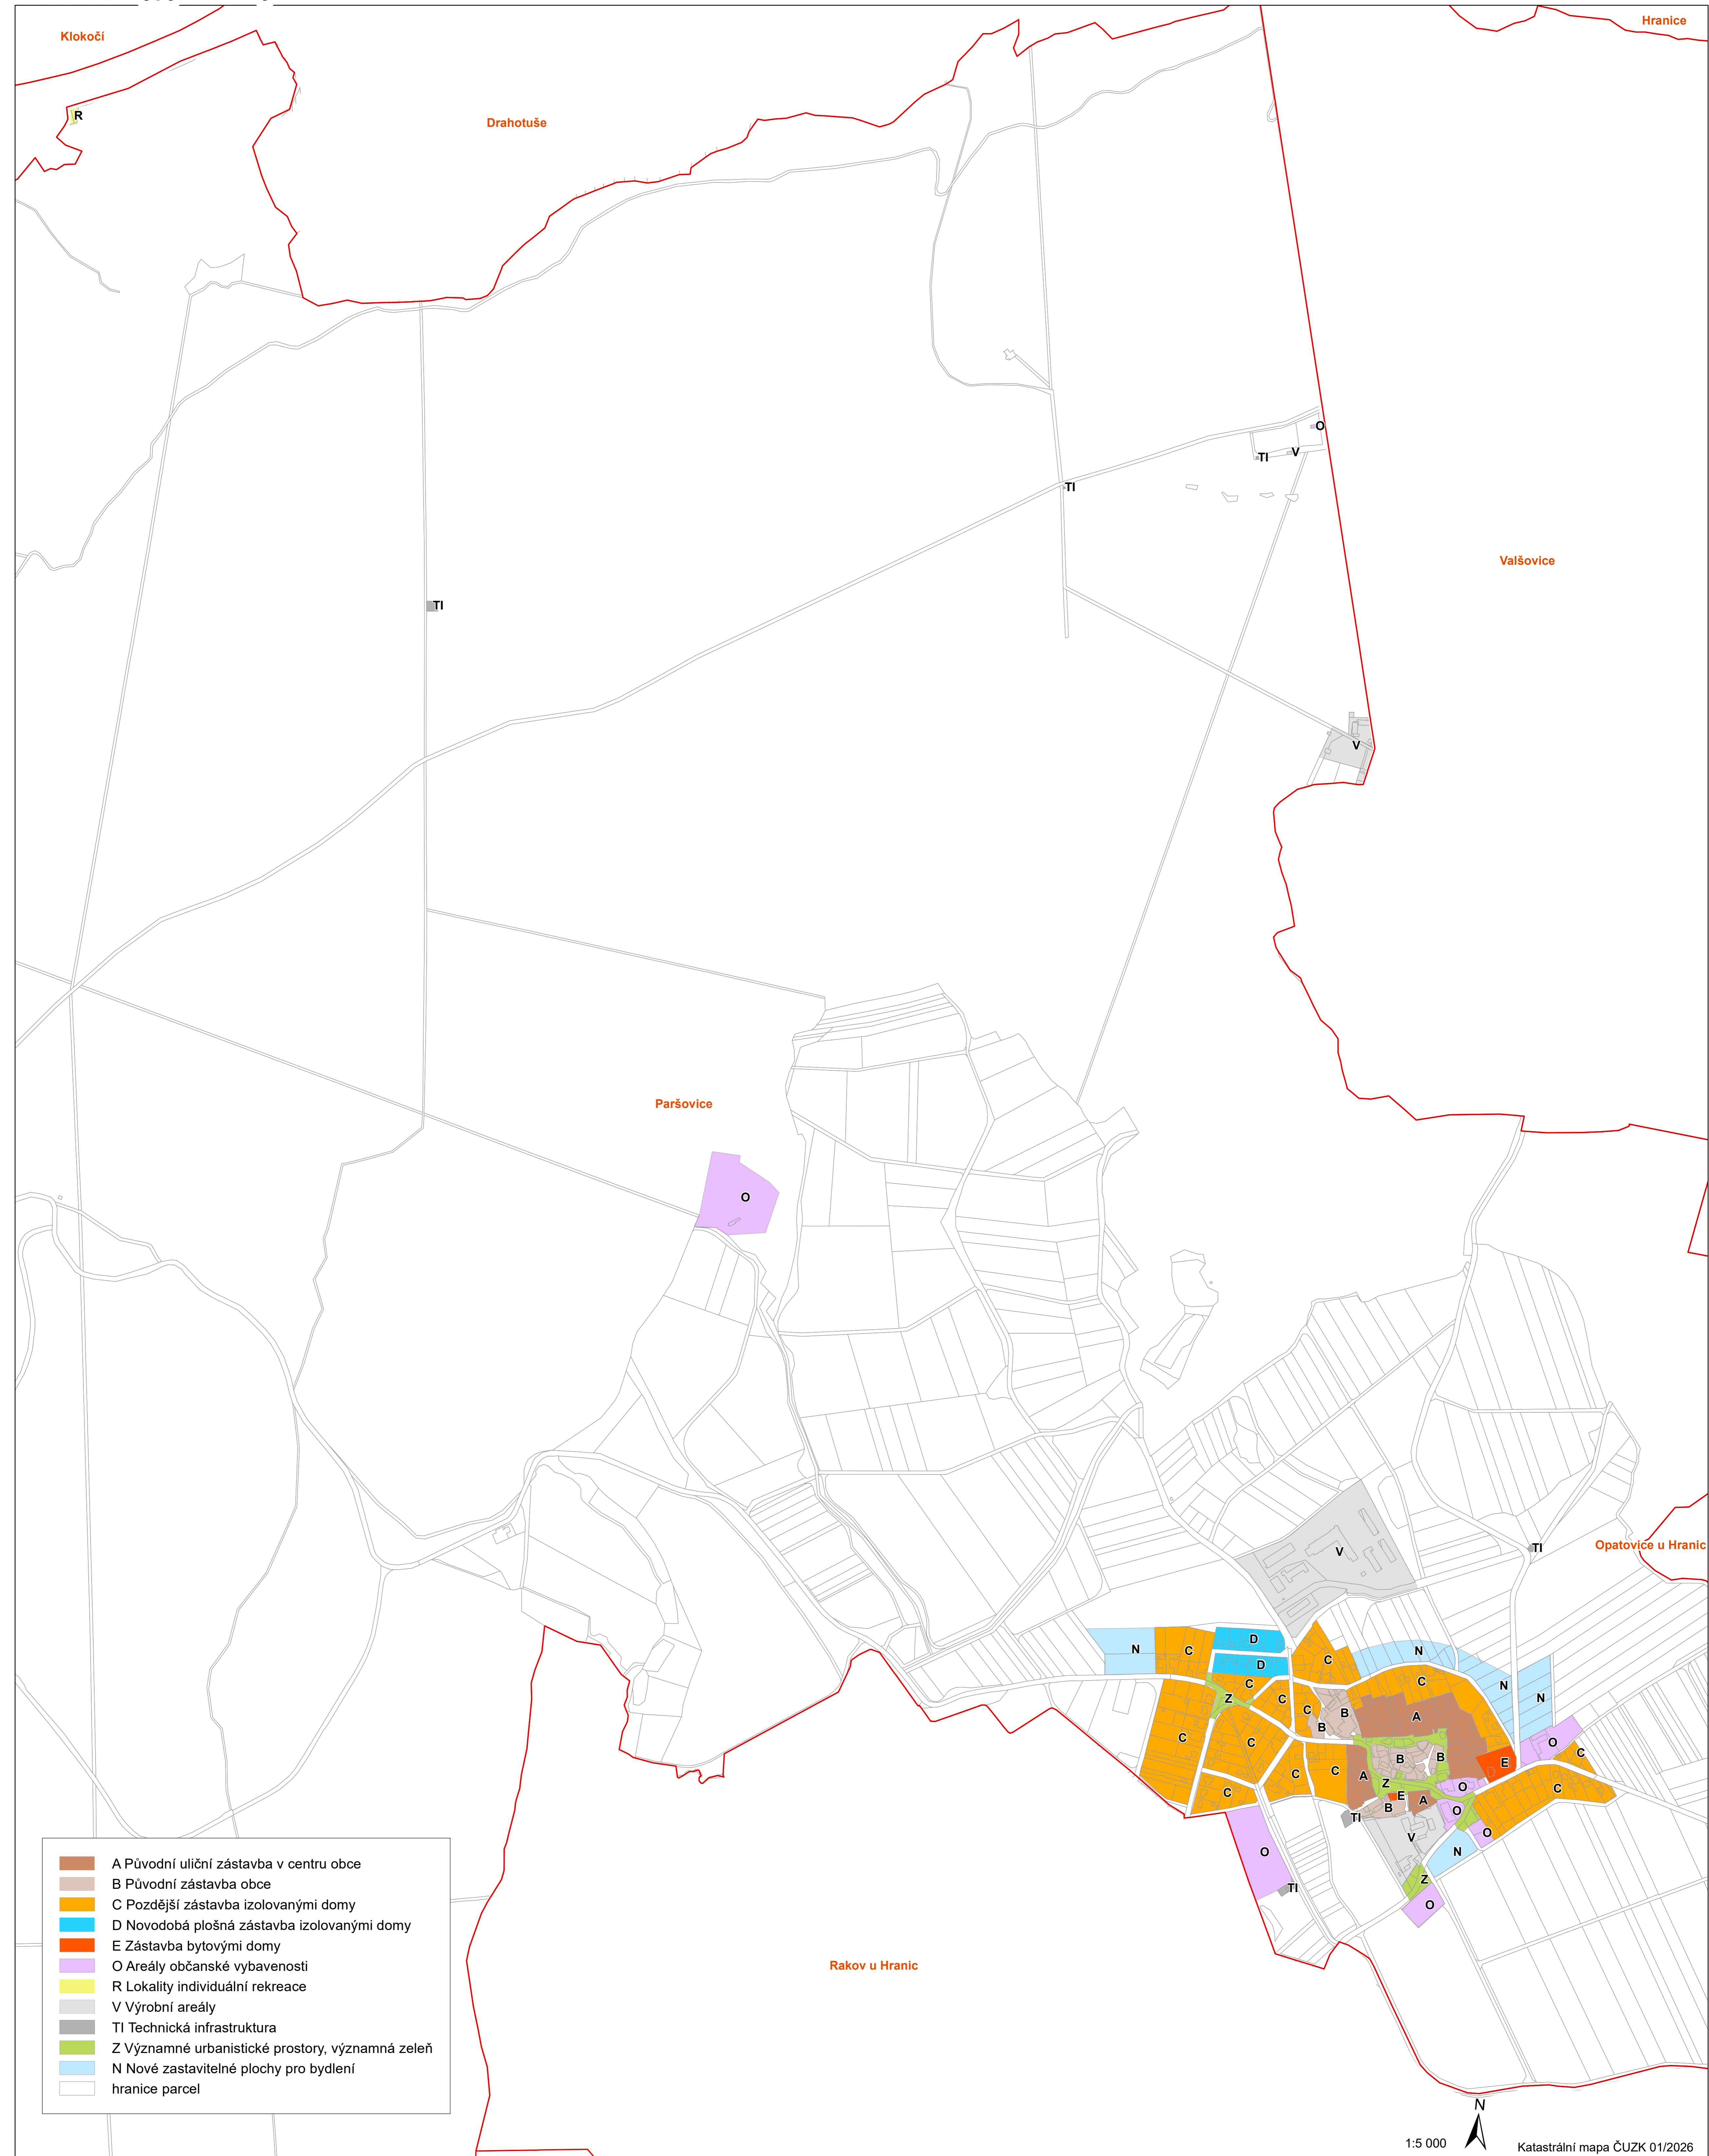 Klokočí
Hranice
R
Drahotuše
O
V
TI
TI
Valšovice
TI
V
Paršovice
O
V
TI
Opatovice u Hranic
D
N
C
N
C
D
C
C
N
Z
C
N
C
B
A
B
C
C
O
C
B
B
E
C
C
A
Z
O
C
C
E
A
B
O
TI
O
V
O
N
Z
TI
O
A Původní uliční zástavba v centru obce
B Původní zástavba obce
C Pozdější zástavba izolovanými domy
D Novodobá plošná zástavba izolovanými domy
E Zástavba bytovými domy
O Areály občanské vybavenosti
R Lokality individuální rekreace
V Výrobní areály
TI Technická infrastruktura
Z Významné urbanistické prostory, významná zeleň
N Nové zastavitelné plochy pro bydlení
hranice parcel
Rakov u Hranic
N
1:5 000
Katastrální mapa ČUZK 01/2026